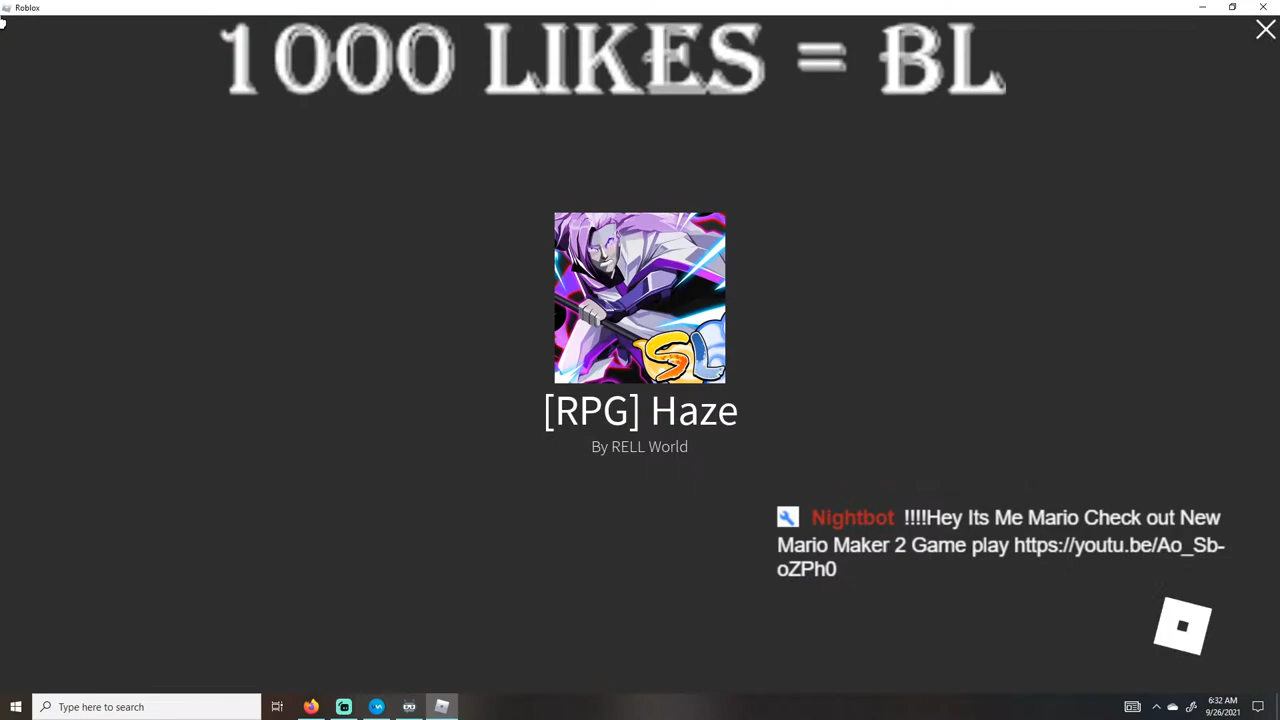 Roblox
1000 LIKES = BL
SL
[RPG] Haze
By RELL World
Nightbot !!!!Hey Its Me Mario Check out New
Mario Maker 2 Game play https://youtu.be/Ao_Sb-
oZPh0
Type here to search
6:32 AM
9/26/2021